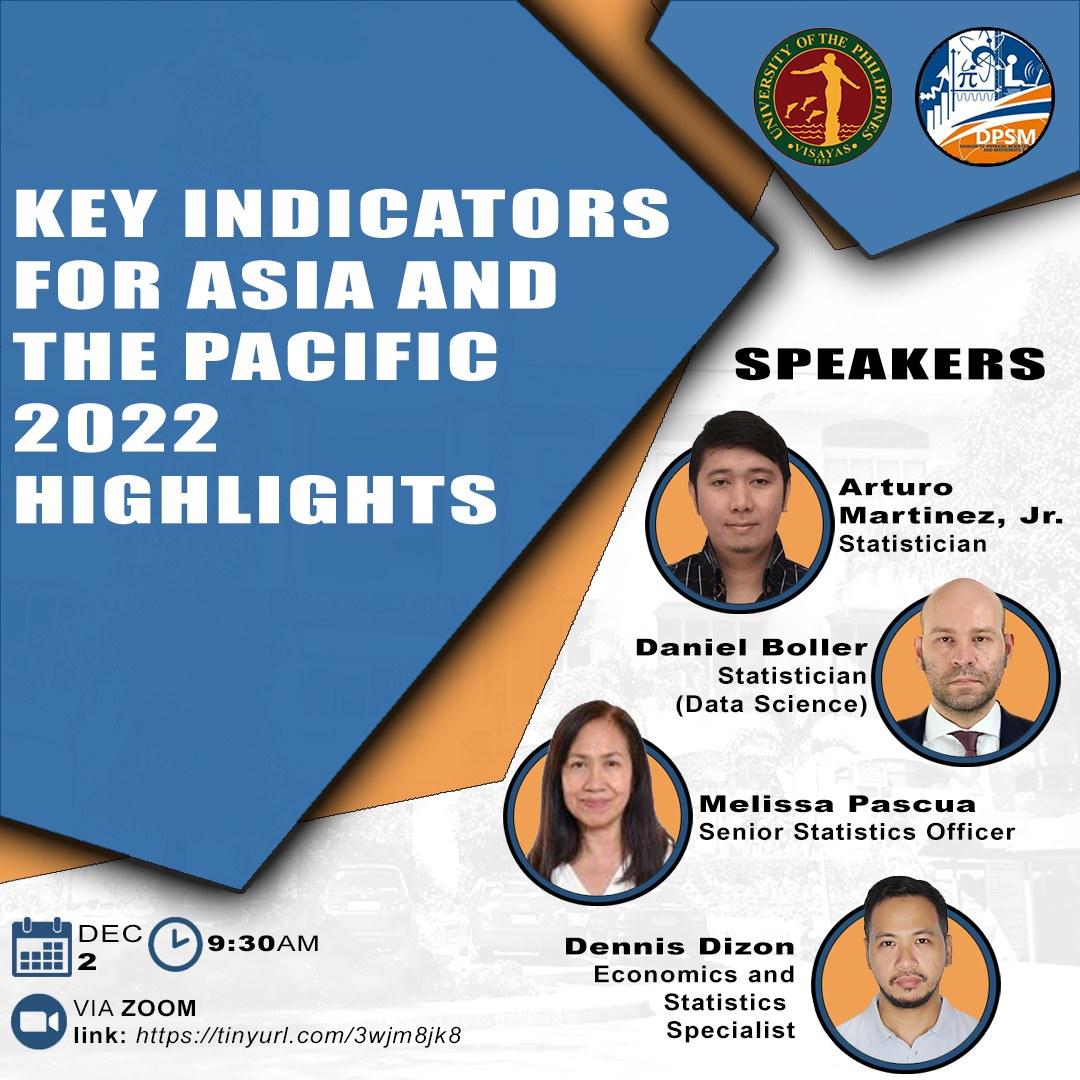 UNIVERSITY OF THE PHILIPPINES
• VISAYAS •
1979
π
DPSM
KEY INDICATORS
FOR ASIA AND
THE PACIFIC
2022
HIGHLIGHTS
SPEAKERS
Arturo
Martinez, Jr.
Statistician
Daniel Boller
Statistician
(Data Science)
Melissa Pascua
Senior Statistics Officer
Dennis Dizon
Economics and
Statistics
Specialist
DEC
2
9:30AM
VIA ZOOM
link: https://tinyurl.com/3wjm8jk8